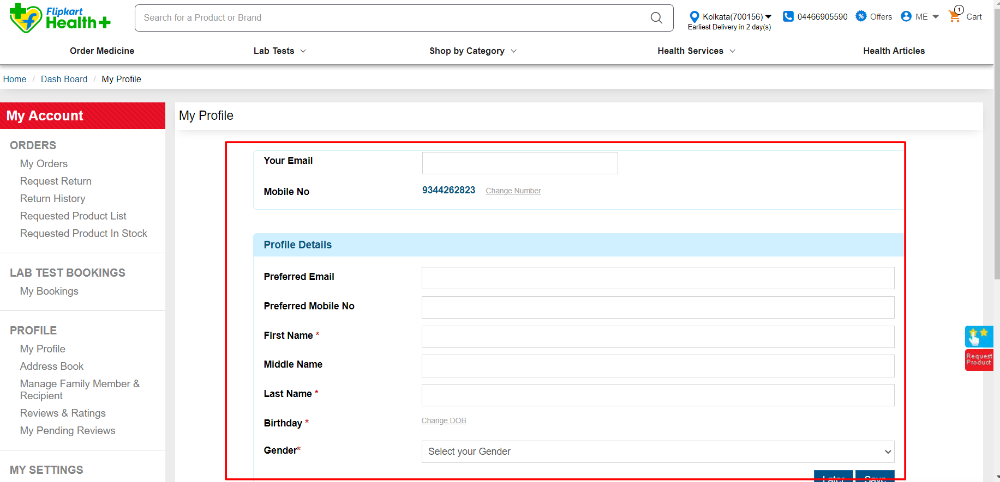 Flipkart
Health+
Search for a Product or Brand
Kolkata(700156)
Earliest Delivery in 2 day(s)
04466905590
Offers
ME
1
Cart
Order Medicine
Lab Tests
Shop by Category
Health Services
Health Articles
Home / Dash Board / My Profile
My Account
ORDERS
My Orders
Request Return
Return History
Requested Product List
Requested Product In Stock
LAB TEST BOOKINGS
My Bookings
PROFILE
My Profile
Address Book
Manage Family Member &
Recipient
Reviews & Ratings
My Pending Reviews
MY SETTINGS
My Profile
Your Email
Mobile No 9344262823 Change Number
Profile Details
Preferred Email
Preferred Mobile No
First Name *
Middle Name
Last Name *
Birthday * Change DOB
Gender* Select your Gender
Later Save
Request
Product